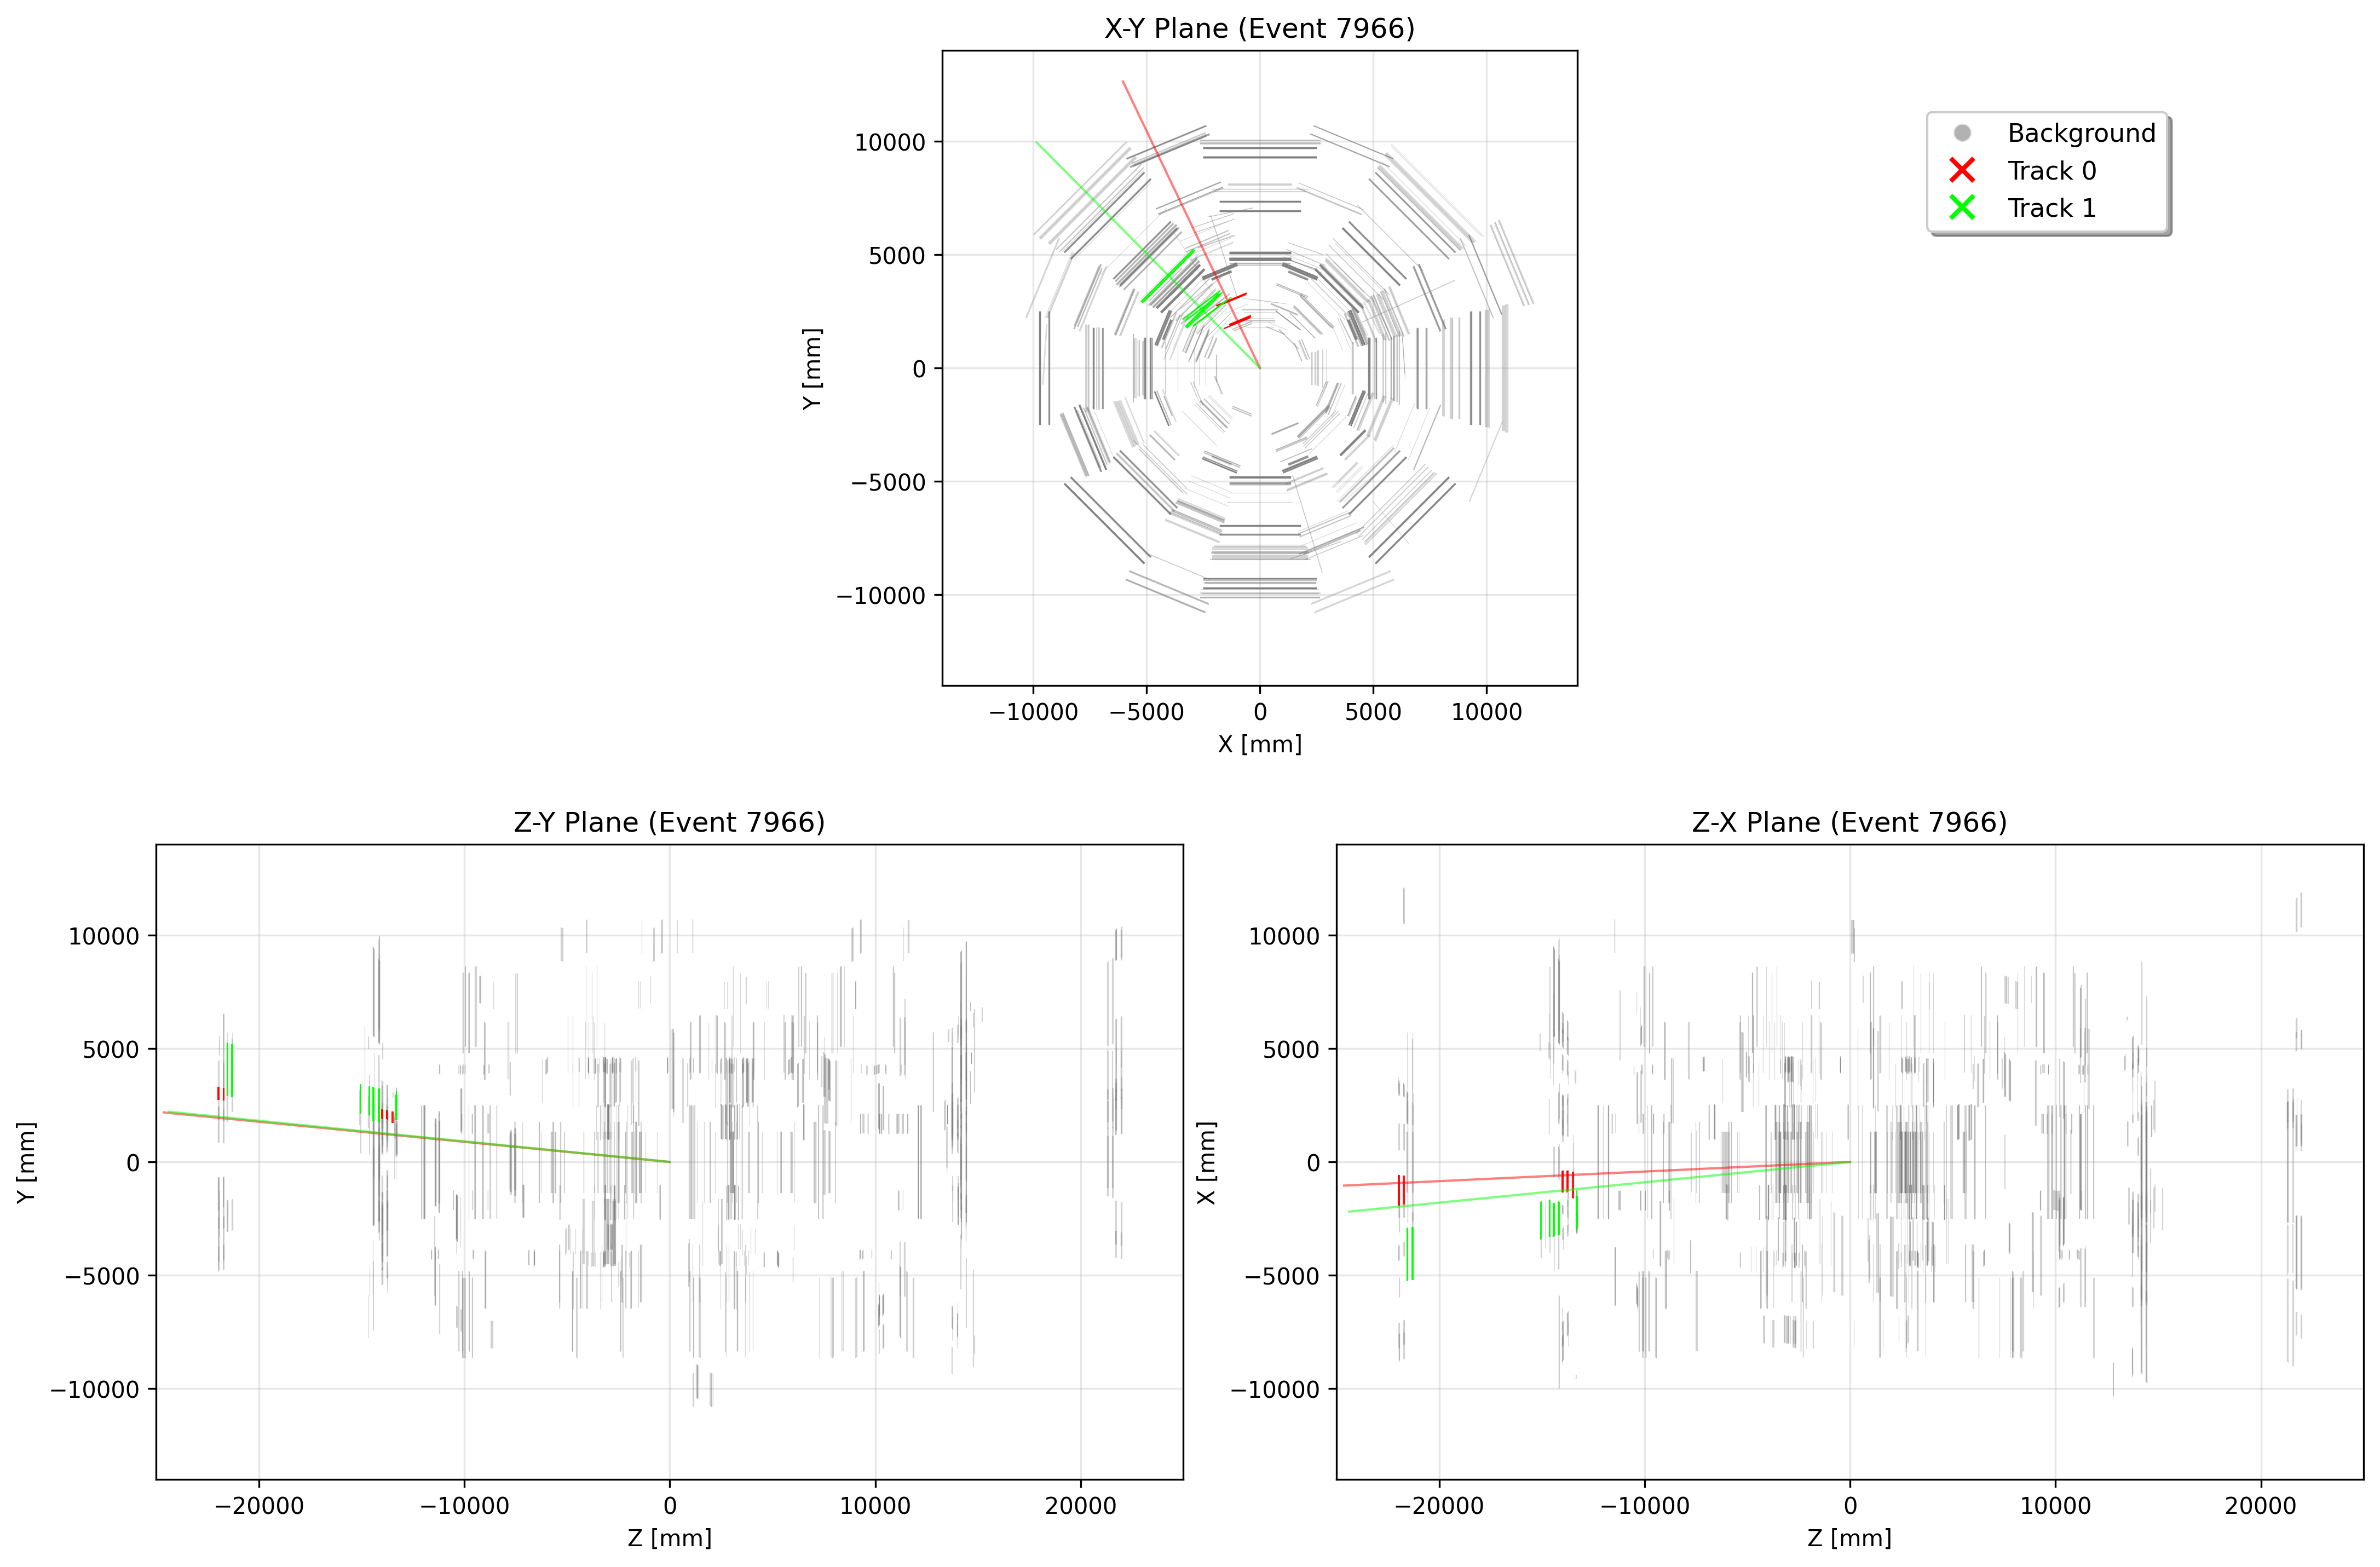 X-Y Plane (Event 7966)
Background
Track 0
Track 1
10000
5000
0
−5000
−10000
Y [mm]
−10000 −5000 0 5000 10000
X [mm]
Z-Y Plane (Event 7966)
10000
5000
0
−5000
−10000
Y [mm]
−20000 −10000 0 10000 20000
Z [mm]
Z-X Plane (Event 7966)
10000
5000
0
−5000
−10000
X [mm]
−20000 −10000 0 10000 20000
Z [mm]